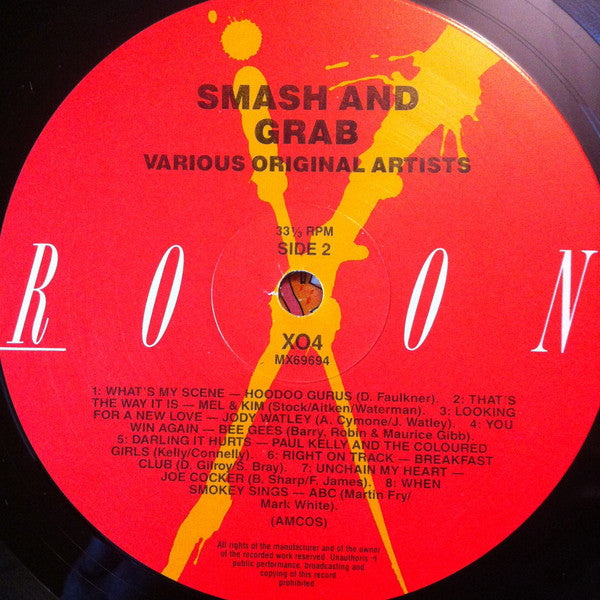 SMASH AND
GRAB
VARIOUS ORIGINAL ARTISTS
33⅓ RPM
SIDE 2
ROXON
XO4
MX69694
1: WHAT'S MY SCENE — HOODOO GURUS (D. Faulkner). 2: THAT'S
THE WAY IT IS — MEL & KIM (Stock/Aitken/Waterman). 3: LOOKING
FOR A NEW LOVE — JODY WATLEY (A. Cymone/J. Watley). 4: YOU
WIN AGAIN — BEE GEES (Barry, Robin & Maurice Gibb).
5: DARLING IT HURTS — PAUL KELLY AND THE COLOURED
GIRLS (Kelly/Connelly). 6: RIGHT ON TRACK — BREAKFAST
CLUB (D. Gilroy/S. Bray). 7: UNCHAIN MY HEART —
JOE COCKER (B. Sharp/F. James). 8: WHEN
SMOKEY SINGS — ABC (Martin Fry/
Mark White).
(AMCOS)
All rights of the manufacturer and of the owner
of the recorded work reserved. Unauthoris
public performance, broadcasting and
copying of this record
prohibited